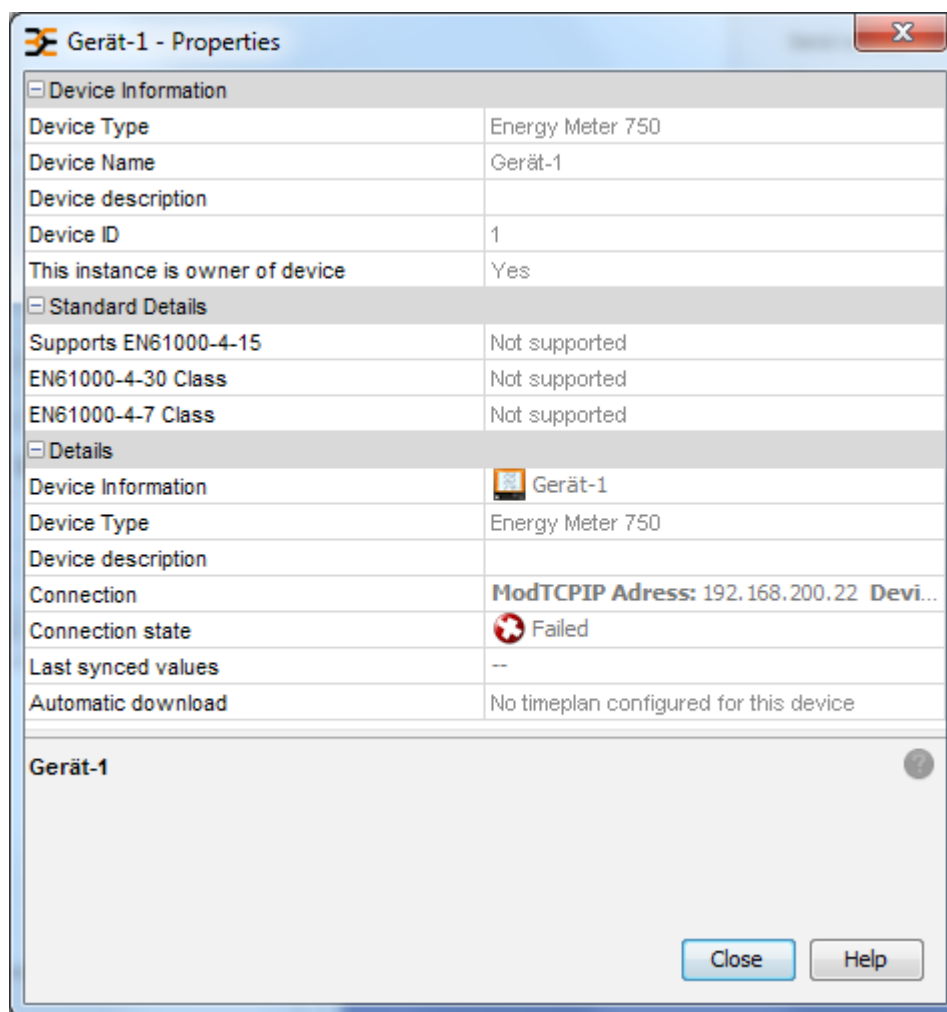 Gerät-1 - Properties
Device Information
Device Type Energy Meter 750
Device Name Gerät-1
Device description
Device ID 1
This instance is owner of device Yes
Standard Details
Supports EN61000-4-15 Not supported
EN61000-4-30 Class Not supported
EN61000-4-7 Class Not supported
Details
Device Information Gerät-1
Device Type Energy Meter 750
Device description
Connection ModTCPIP Adress: 192.168.200.22 Devi...
Connection state Failed
Last synced values --
Automatic download No timeplan configured for this device
Gerät-1
Close Help